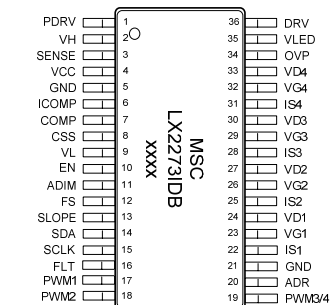 PDRV 1 36 DRV
VH 2 35 VLED
SENSE 3 34 OVP
VCC 4 33 VD4
GND 5 32 VG4
ICOMP 6 31 IS4
COMP 7 30 VD3
CSS 8 29 VG3
VL 9 28 IS3
EN 10 27 VD2
ADIM 11 26 VG2
FS 12 25 IS2
SLOPE 13 24 VD1
SDA 14 23 VG1
SCLK 15 22 IS1
FLT 16 21 GND
PWM1 17 20 ADR
PWM2 18 19 PWM3/4
MSC
LX2273IDB
XXXX